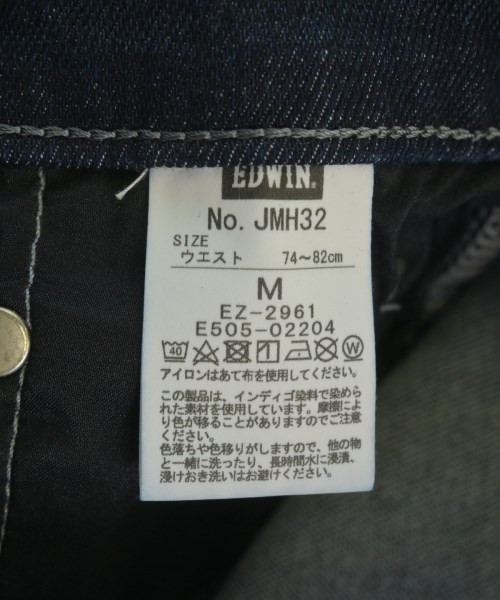 EDWIN®
No. JMH32
SIZE
ウエスト 74～82cm
M
EZ-2961
E505-02204
40 W
アイロンはあて布を使用してください。
この製品は、インディゴ染料で染めら
れた素材を使用しています。摩擦によ
り色が移ることがありますのでご注意
ください。
色落ちや色移りがしますので、他の物
と一緒に洗ったり、長時間水に浸漬、
浸けおき洗いはお避けください。